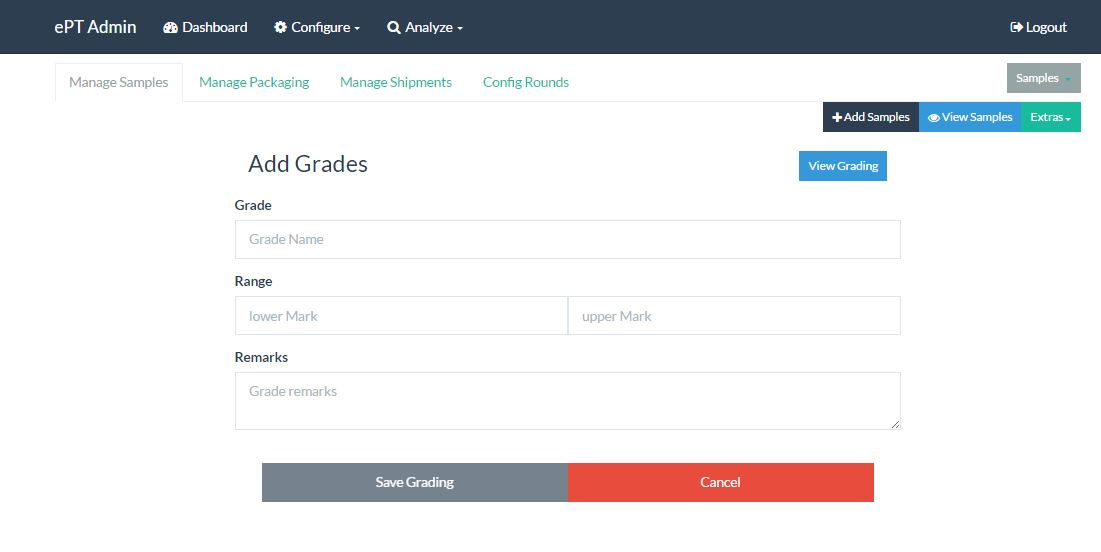 ePT Admin Dashboard Configure Analyze Logout
Manage Samples Manage Packaging Manage Shipments Config Rounds Samples
Add Samples View Samples Extras
Add Grades View Grading
Grade
Grade Name
Range
lower Mark upper Mark
Remarks
Grade remarks
Save Grading Cancel